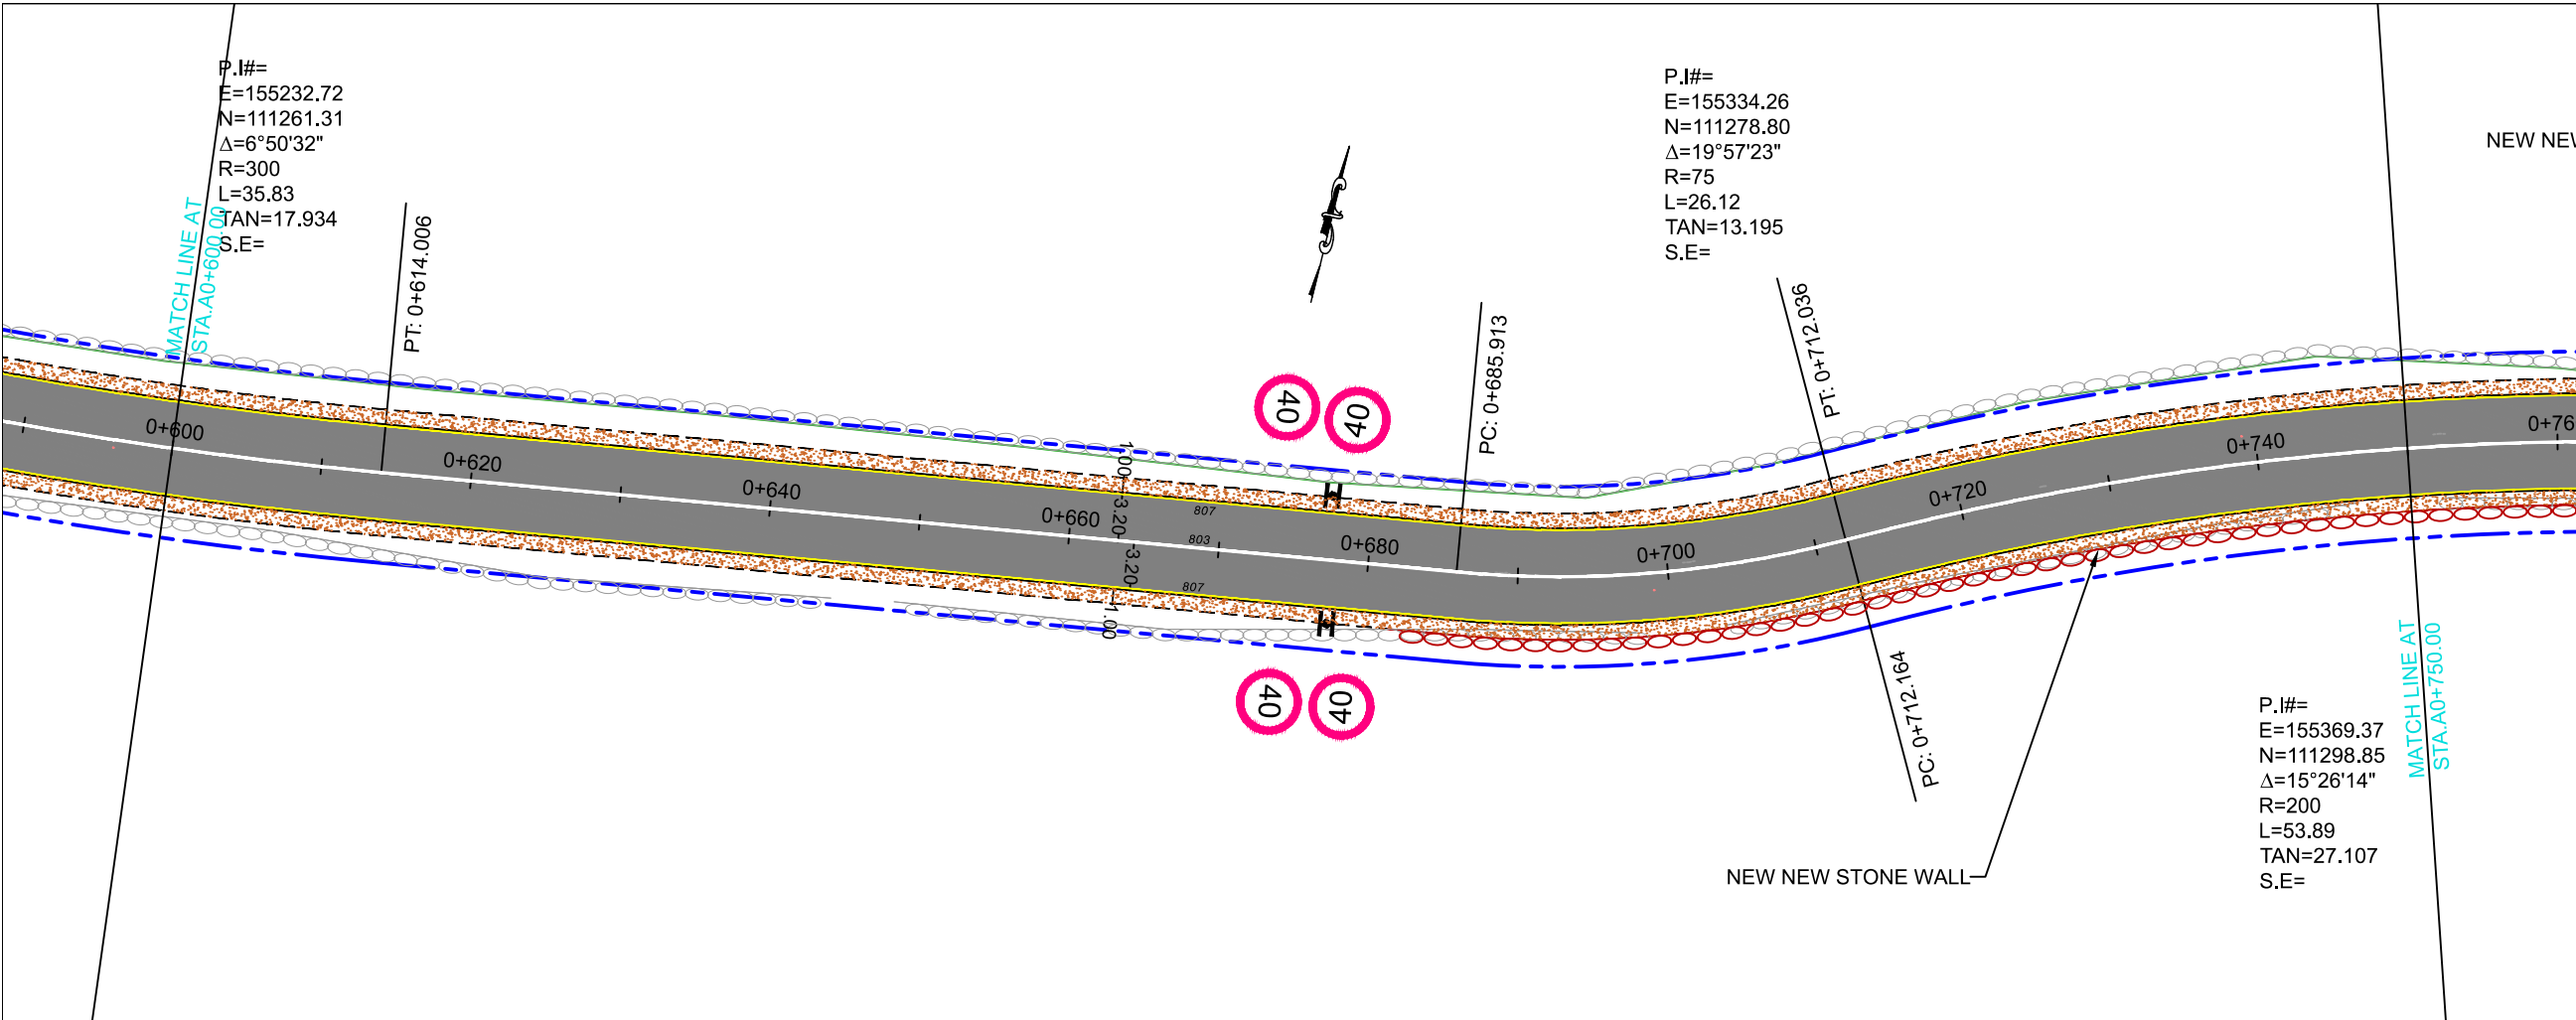 P.I#=
E=155232.72
N=111261.31
Δ=6°50'32"
R=300
L=35.83
TAN=17.934
S.E=
MATCH LINE AT
STA.A0+600.00
PT: 0+614.006
P.I#=
E=155334.26
N=111278.80
Δ=19°57'23"
R=75
L=26.12
TAN=13.195
S.E=
NEW NEW
PC: 0+685.913
PT: 0+712.036
40
40
0+600
0+620
0+640
0+660
0+680
0+700
0+720
0+740
0+76
1.00
3.20
3.20
1.00
807
803
807
40
40
PC: 0+712.164
NEW NEW STONE WALL
MATCH LINE AT
STA.A0+750.00
P.I#=
E=155369.37
N=111298.85
Δ=15°26'14"
R=200
L=53.89
TAN=27.107
S.E=